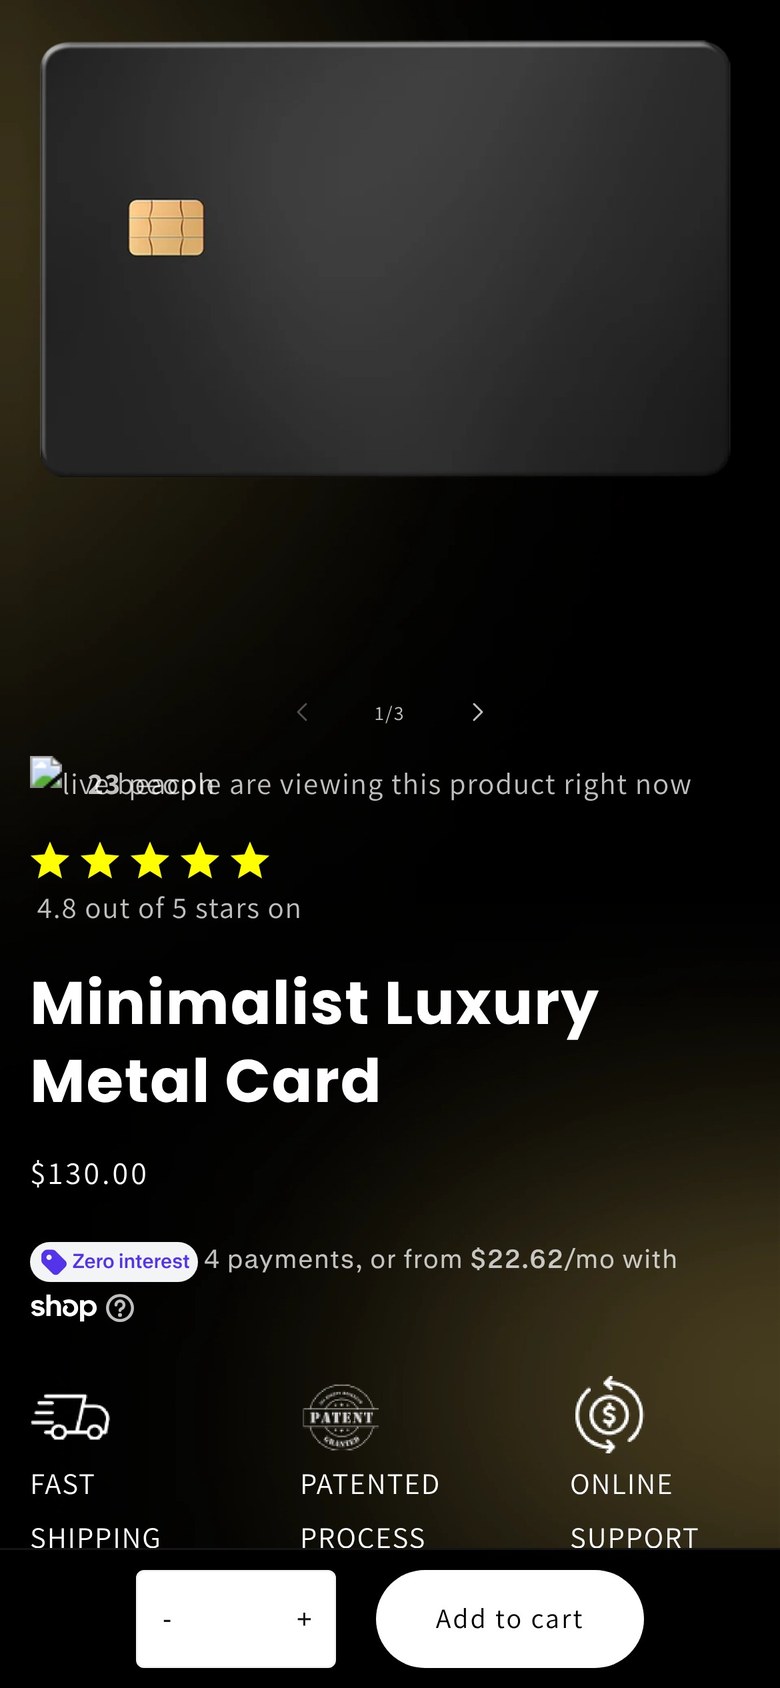 1/3
23 people are viewing this product right now
4.8 out of 5 stars on
Minimalist Luxury
Metal Card
$130.00
Zero interest 4 payments, or from $22.62/mo with
shop ?
PATENT
GRANTED
FAST
SHIPPING
PATENTED
PROCESS
ONLINE
SUPPORT
- +
Add to cart